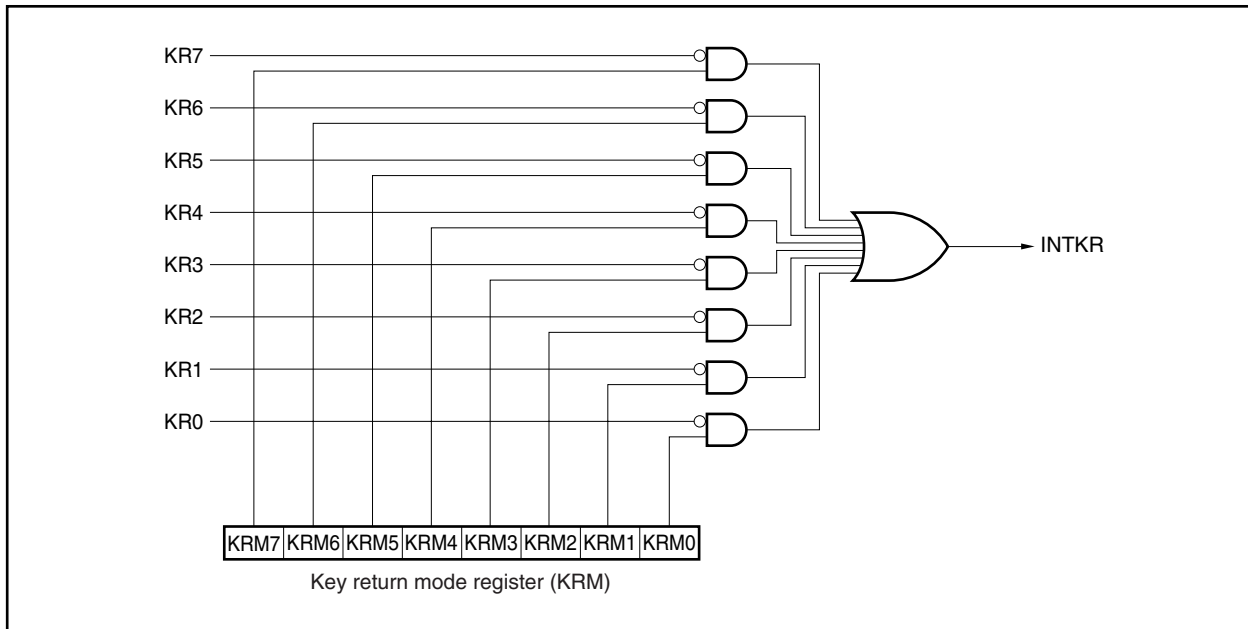 KR7
KR6
KR5
KR4
KR3
KR2
KR1
KR0
INTKR
KRM7 KRM6 KRM5 KRM4 KRM3 KRM2 KRM1 KRM0
Key return mode register (KRM)